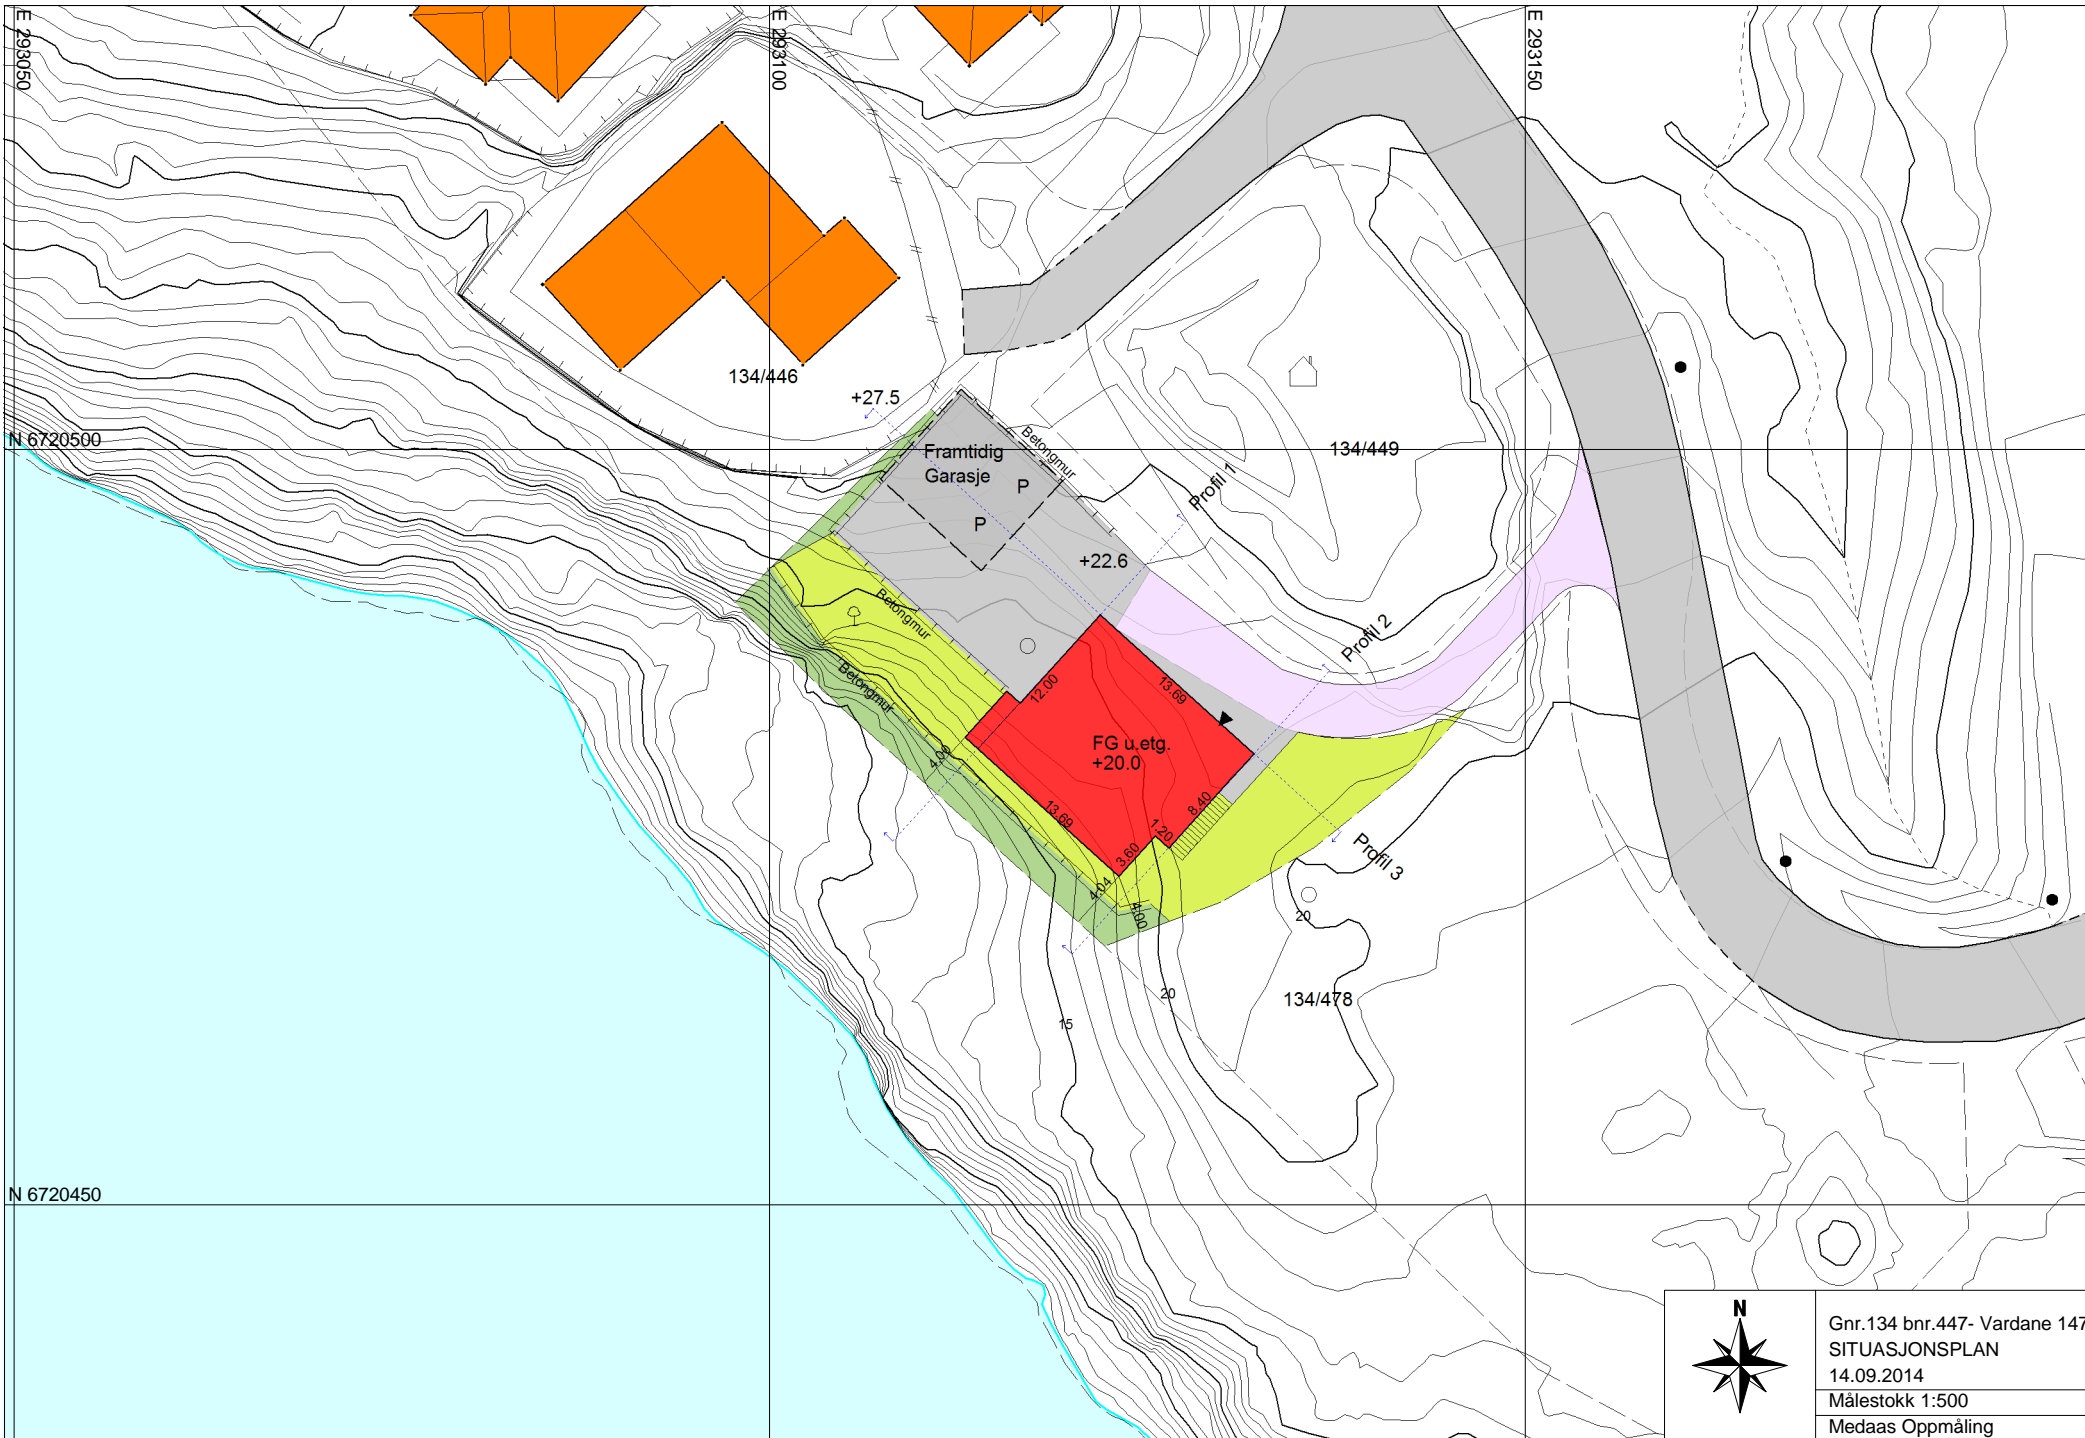 E 293050
E 293100
E 293150
134/446
+27.5
N 6720500
Framtidig
Garasje
P
P
Betongmur
134/449
Profil 1
+22.6
Betongmur
Betongmur
Profil 2
12.00
13.69
FG u.etg.
+20.0
4.00
13.69
8.40
1.20
3.60
4.04
4.00
Profil 3
20
20
15
134/478
N 6720450
N
Gnr.134 bnr.447- Vardane 147
SITUASJONSPLAN
14.09.2014
Målestokk 1:500
Medaas Oppmåling